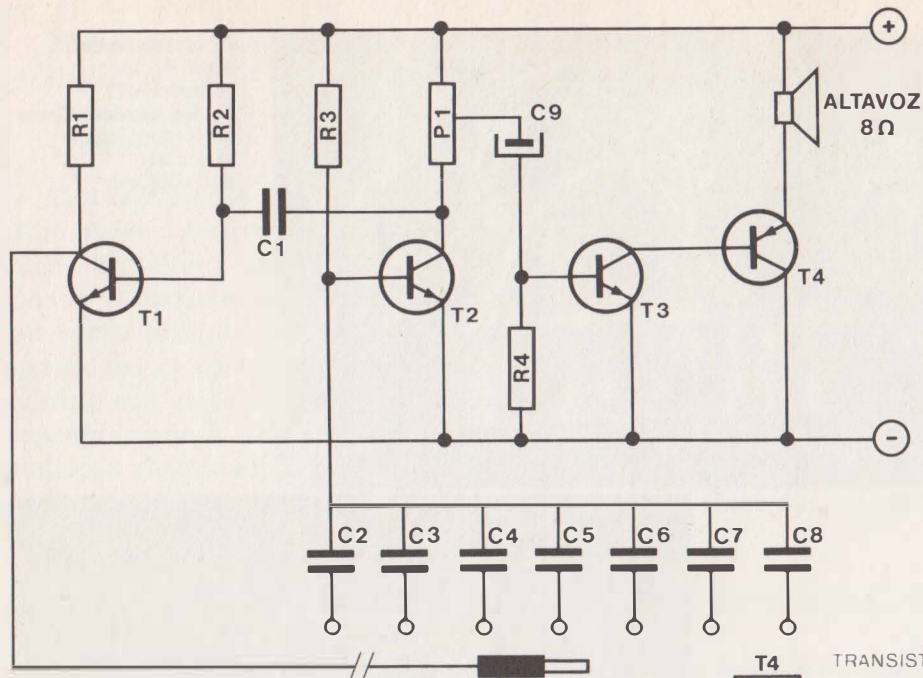 +
R1
R2
R3
P1
C9
ALTAVOZ
8Ω
C1
T1
T2
T3
T4
R4
−
C2 C3 C4 C5 C6 C7 C8
T4
TRANSIST